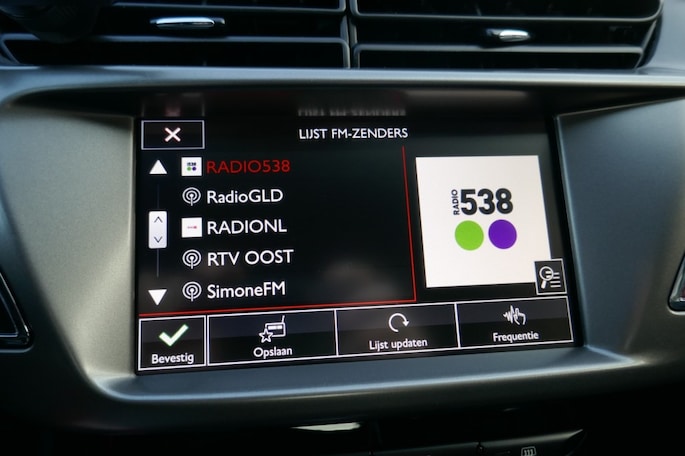 LIJST FM-ZENDERS
RADIO538
RadioGLD
RADIONL
RTV OOST
SimoneFM
RADIO 538
Bevestig
Opslaan
Lijst updaten
Frequentie